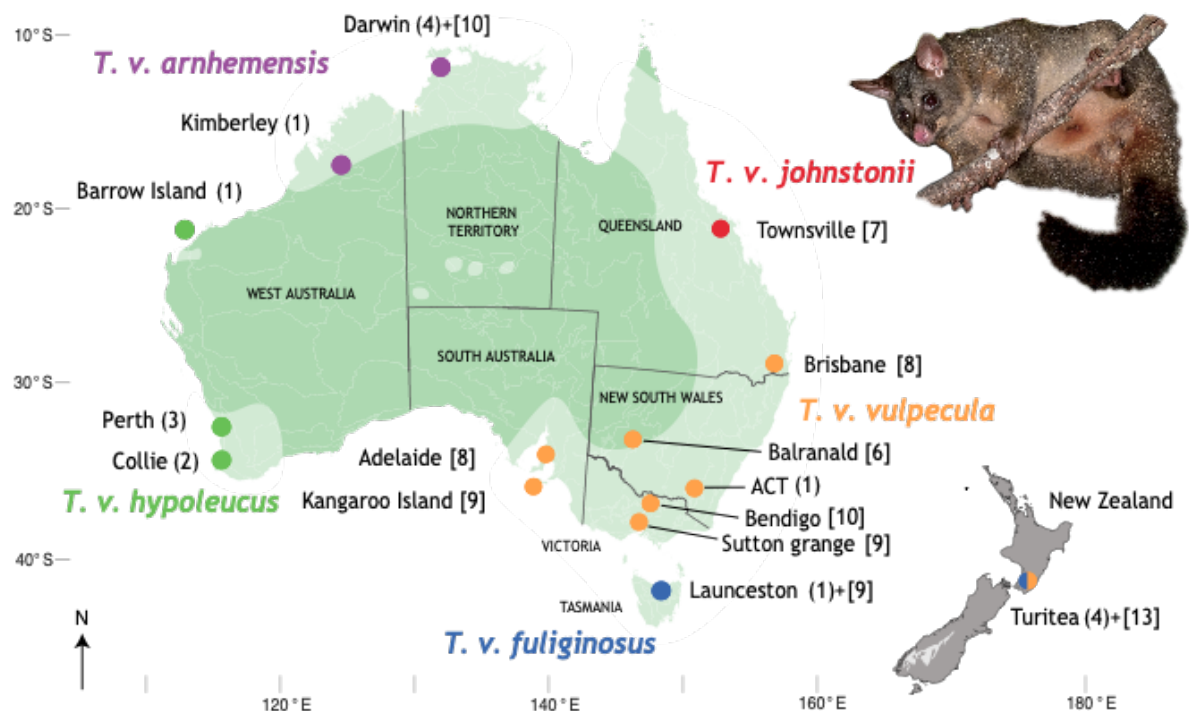 Darwin (4)+[10]
10°S
T. v. arnhemensis
Kimberley (1)
T. v. johnstonii
Barrow Island (1)
20°S
NORTHERN
TERRITORY
QUEENSLAND
Townsville [7]
WEST AUSTRALIA
SOUTH AUSTRALIA
Brisbane [8]
30°S
NEW SOUTH WALES
T. v. vulpecula
Perth (3)
Balranald [6]
Collie (2)
Adelaide [8]
ACT (1)
T. v. hypoleucus
Kangaroo Island [9]
New Zealand
Bendigo [10]
VICTORIA
Sutton grange [9]
40°S
Launceston (1)+[9]
TASMANIA
Turitea (4)+[13]
N
T. v. fuliginosus
120°E
140°E
160°E
180°E